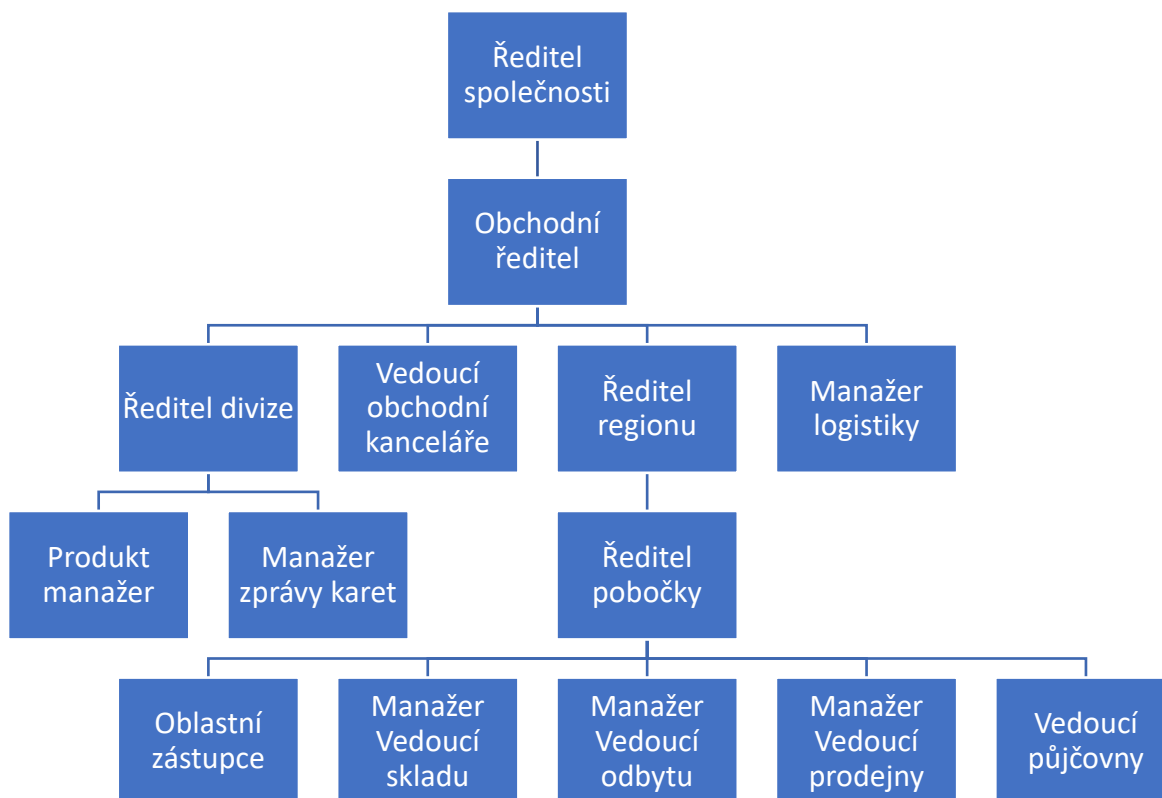 Ředitel
společnosti
Obchodní
ředitel
Ředitel divize
Vedoucí
obchodní
kanceláře
Ředitel
regionu
Manažer
logistiky
Produkt
manažer
Manažer
zprávy karet
Ředitel
pobočky
Oblastní
zástupce
Manažer
Vedoucí
skladu
Manažer
Vedoucí
odbytu
Manažer
Vedoucí
prodejny
Vedoucí
půjčovny